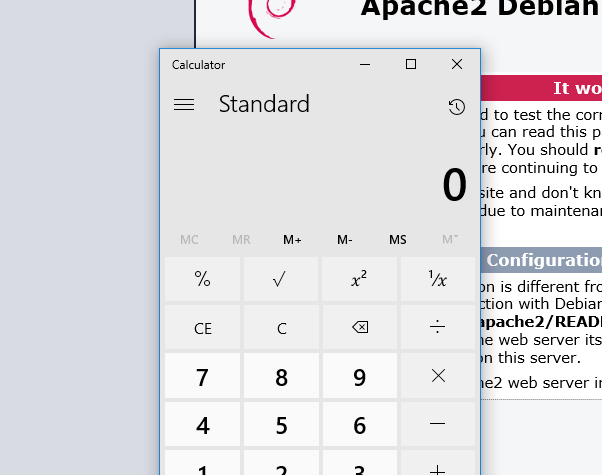 Apache2 Debian
Calculator
Standard
0
MC MR M+ M- MS M˅
% √ x² ¹/x
CE C ⌫ ÷
7 8 9 ×
4 5 6 −
1 2 3 +
It wo
d to test the corr
u can read this p
rly. You should r
re continuing to
site and don't kn
due to maintenan
Configuratio
on is different fro
ction with Debian
apache2/READ
he web server its
on this server.
he2 web server in